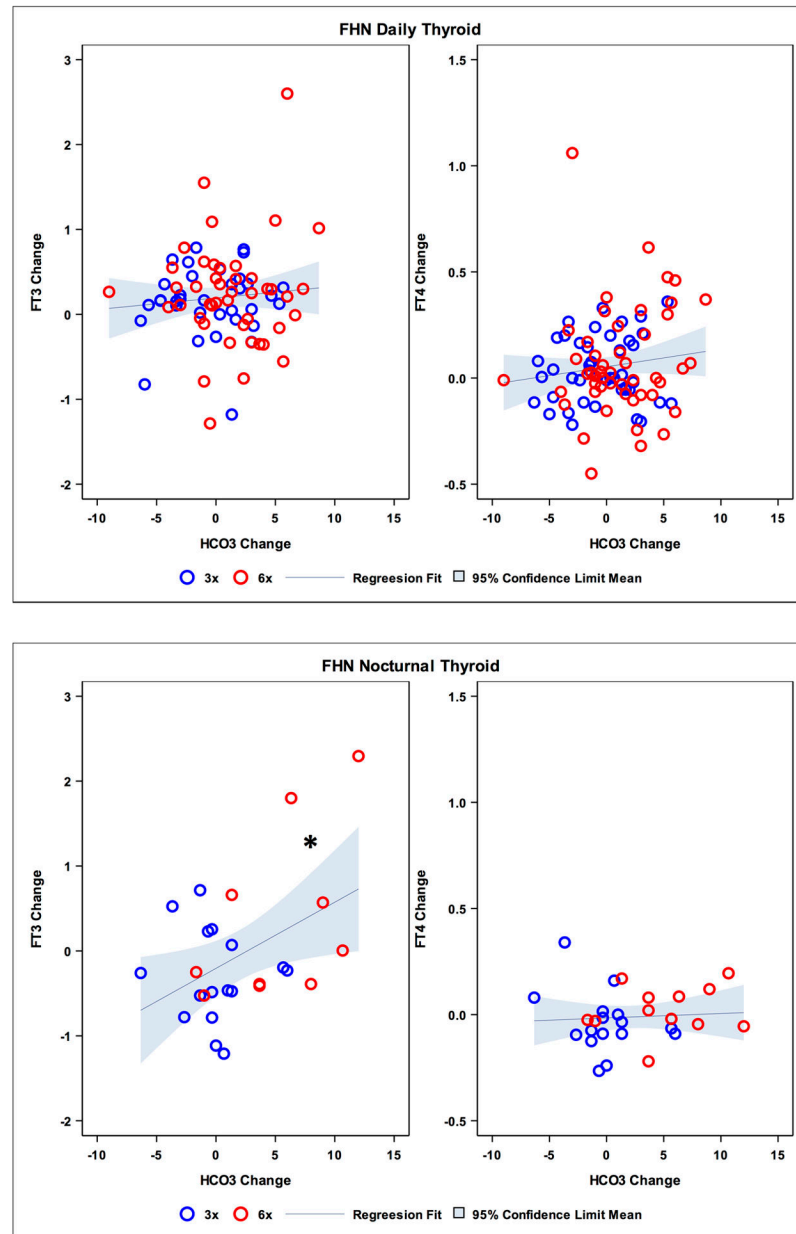 FHN Daily Thyroid
3
2
1
0
-1
-2
FT3 Change
-10 -5 0 5 10 15
HCO3 Change
1.5
1.0
0.5
0.0
-0.5
FT4 Change
-10 -5 0 5 10 15
HCO3 Change
3x 6x Regreesion Fit 95% Confidence Limit Mean
FHN Nocturnal Thyroid
3
2
1
0
-1
-2
FT3 Change
*
-10 -5 0 5 10 15
HCO3 Change
1.5
1.0
0.5
0.0
-0.5
FT4 Change
-10 -5 0 5 10 15
HCO3 Change
3x 6x Regreesion Fit 95% Confidence Limit Mean